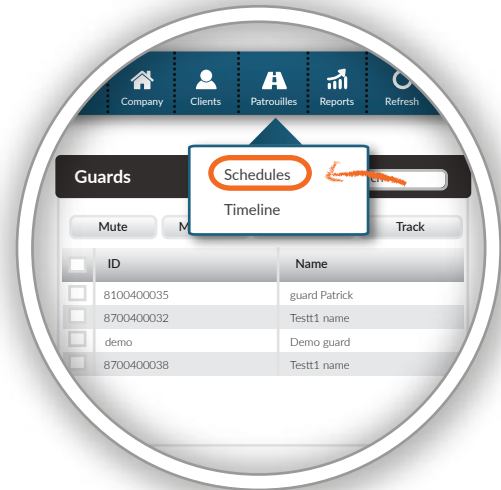 Company Clients Patrouilles Reports Refresh
Schedules
Timeline
Guards
Mute
Track
ID Name
8100400035 guard Patrick
8700400032 Testt1 name
demo Demo guard
8700400038 Testt1 name